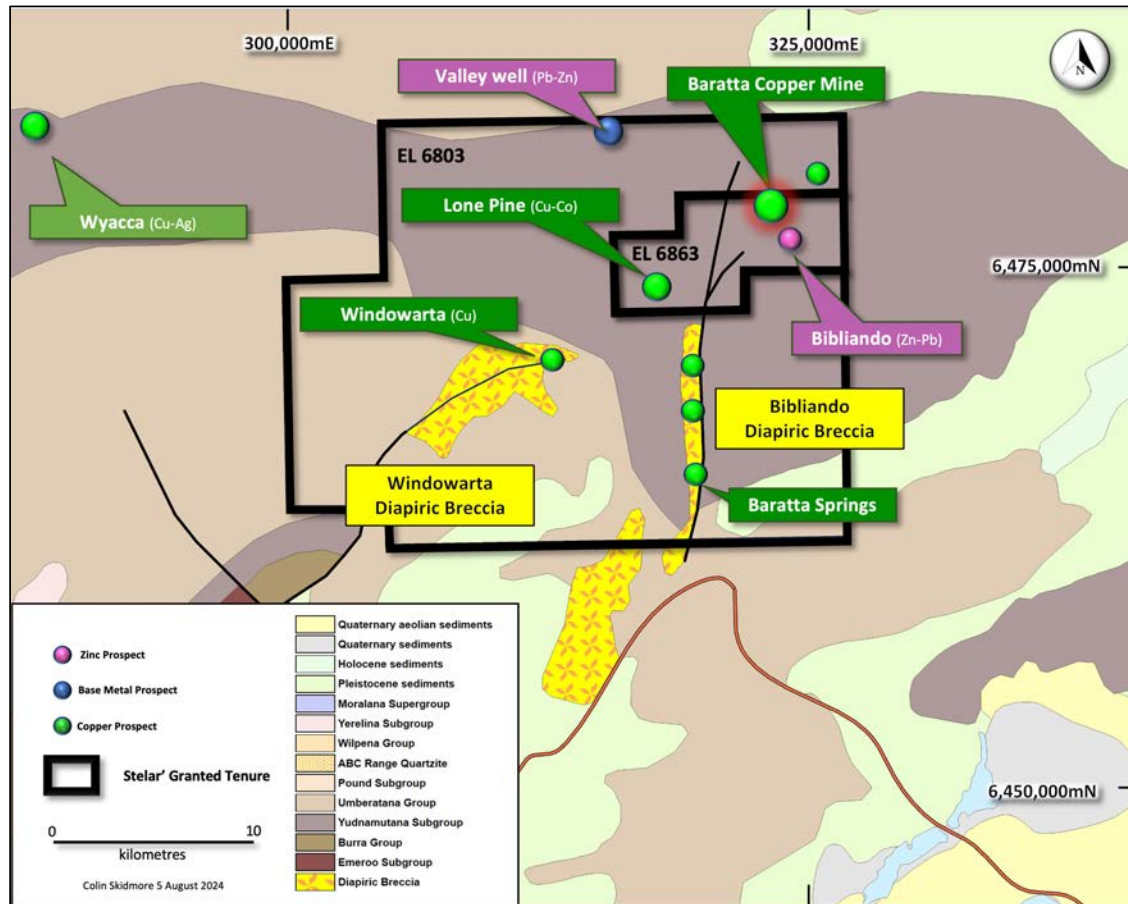 300,000mE
325,000mE
N
Valley well (Pb-Zn)
Baratta Copper Mine
EL 6803
Wyacca (Cu-Ag)
Lone Pine (Cu-Co)
EL 6863
6,475,000mN
Windowarta (Cu)
Bibliando (Zn-Pb)
Bibliando
Diapiric Breccia
Windowarta
Diapiric Breccia
Baratta Springs
6,450,000mN
Zinc Prospect
Base Metal Prospect
Copper Prospect
Stelar' Granted Tenure
0 10
kilometres
Colin Skidmore 5 August 2024
Quaternary aeolian sediments
Quaternary sediments
Holocene sediments
Pleistocene sediments
Moralana Supergroup
Yerelina Subgroup
Wilpena Group
ABC Range Quartzite
Pound Subgroup
Umberatana Group
Yudnamutana Subgroup
Burra Group
Emeroo Subgroup
Diapiric Breccia